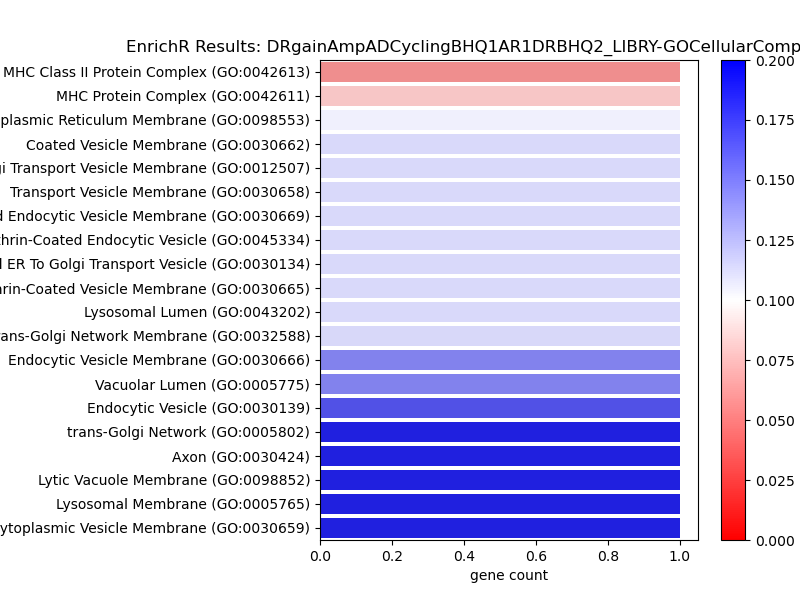 EnrichR Results: DRgainAmpADCyclingBHQ1AR1DRBHQ2_LIBRY-GOCellularComp
MHC Class II Protein Complex (GO:0042613)
MHC Protein Complex (GO:0042611)
plasmic Reticulum Membrane (GO:0098553)
Coated Vesicle Membrane (GO:0030662)
gi Transport Vesicle Membrane (GO:0012507)
Transport Vesicle Membrane (GO:0030658)
d Endocytic Vesicle Membrane (GO:0030669)
thrin-Coated Endocytic Vesicle (GO:0045334)
l ER To Golgi Transport Vesicle (GO:0030134)
hrin-Coated Vesicle Membrane (GO:0030665)
Lysosomal Lumen (GO:0043202)
rans-Golgi Network Membrane (GO:0032588)
Endocytic Vesicle Membrane (GO:0030666)
Vacuolar Lumen (GO:0005775)
Endocytic Vesicle (GO:0030139)
trans-Golgi Network (GO:0005802)
Axon (GO:0030424)
Lytic Vacuole Membrane (GO:0098852)
Lysosomal Membrane (GO:0005765)
ytoplasmic Vesicle Membrane (GO:0030659)
0.0 0.2 0.4 0.6 0.8 1.0
gene count
0.200
0.175
0.150
0.125
0.100
0.075
0.050
0.025
0.000